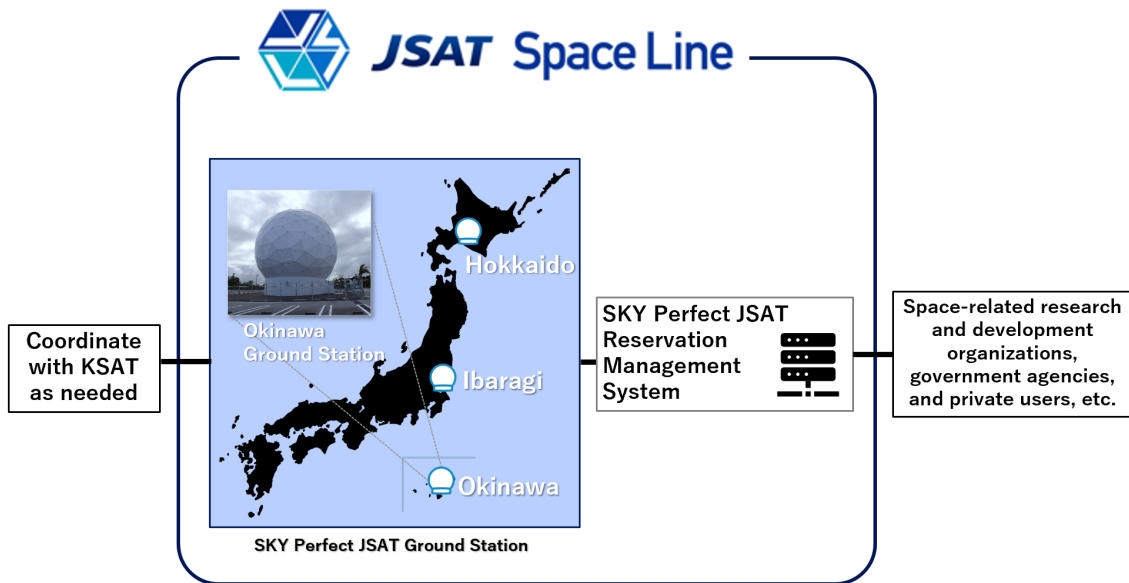 JSAT Space Line
Hokkaido
Okinawa
Ground Station
Ibaragi
Okinawa
SKY Perfect JSAT Ground Station
Coordinate
with KSAT
as needed
SKY Perfect JSAT
Reservation
Management
System
Space-related research
and development
organizations,
government agencies,
and private users, etc.